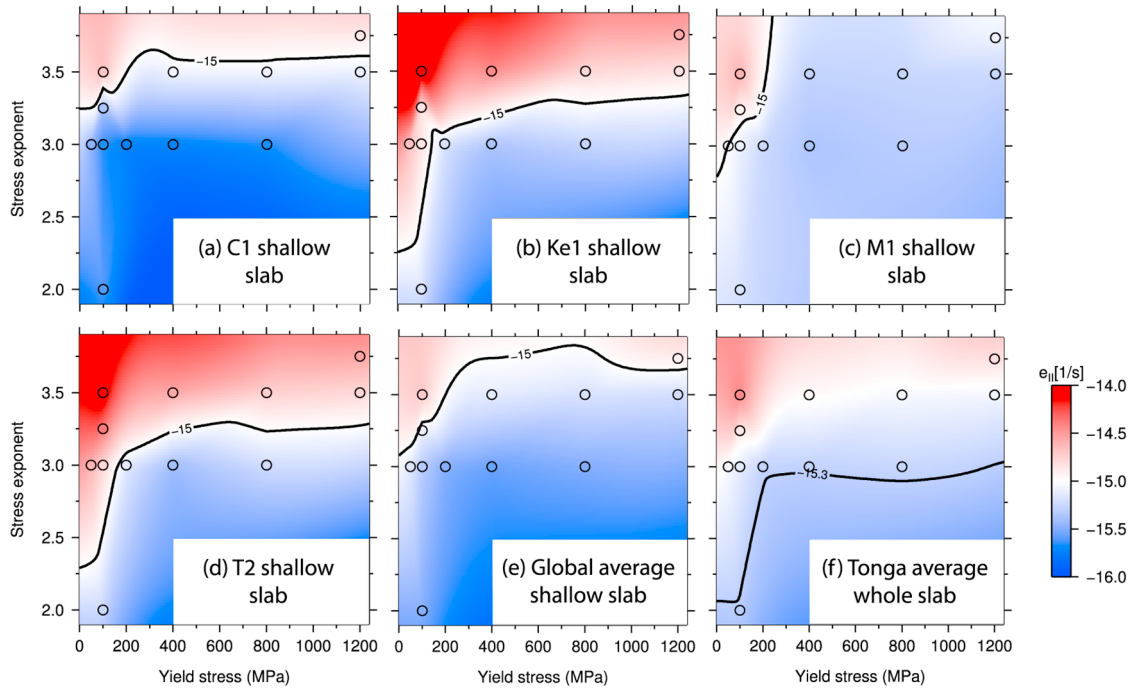 3.5
3.0
2.5
2.0
Stress exponent
−15
(a) C1 shallow
slab
−15
(b) Ke1 shallow
slab
−15
(c) M1 shallow
slab
3.5
3.0
2.5
2.0
Stress exponent
−15
(d) T2 shallow
slab
−15
(e) Global average
shallow slab
−15.3
(f) Tonga average
whole slab
0 200 400 600 800 1000 1200
Yield stress (MPa)
0 200 400 600 800 1000 1200
Yield stress (MPa)
0 200 400 600 800 1000 1200
Yield stress (MPa)
eII[1/s]
−14.0
−14.5
−15.0
−15.5
−16.0